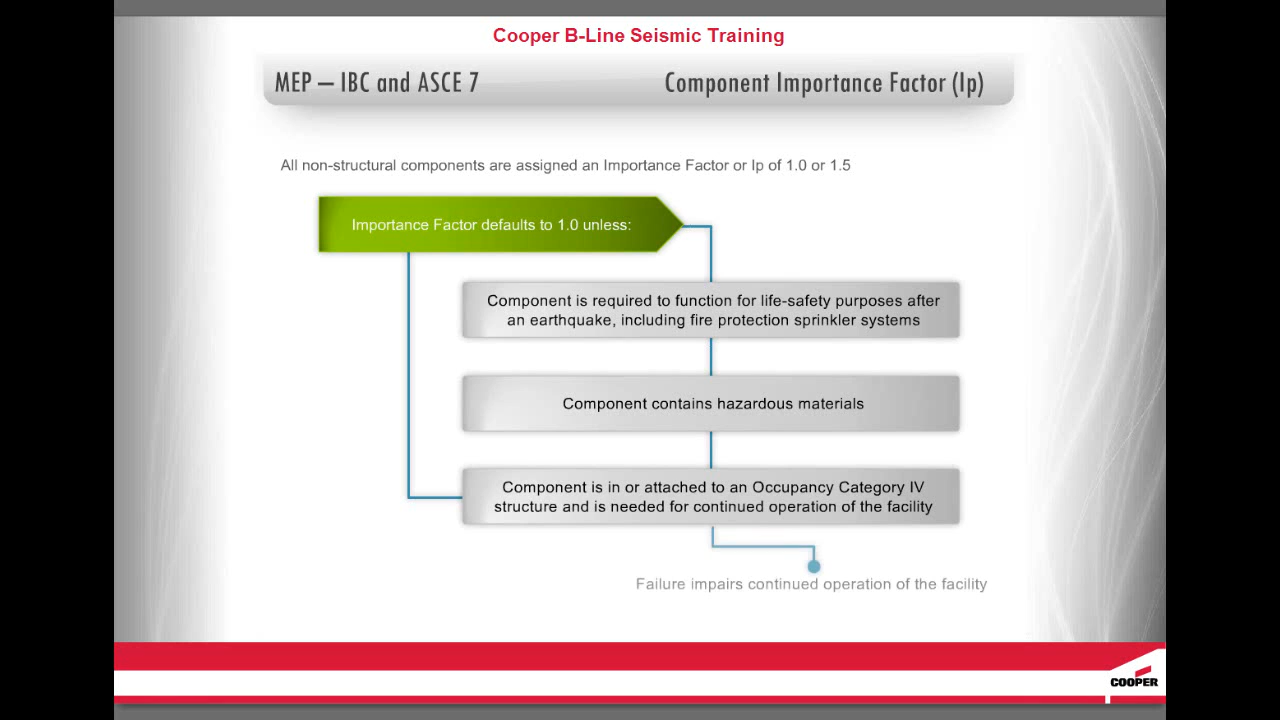 Cooper B-Line Seismic Training
MEP – IBC and ASCE 7
Component Importance Factor (Ip)
All non-structural components are assigned an Importance Factor or Ip of 1.0 or 1.5
Importance Factor defaults to 1.0 unless:
Component is required to function for life-safety purposes after
an earthquake, including fire protection sprinkler systems
Component contains hazardous materials
Component is in or attached to an Occupancy Category IV
structure and is needed for continued operation of the facility
Failure impairs continued operation of the facility
COOPER